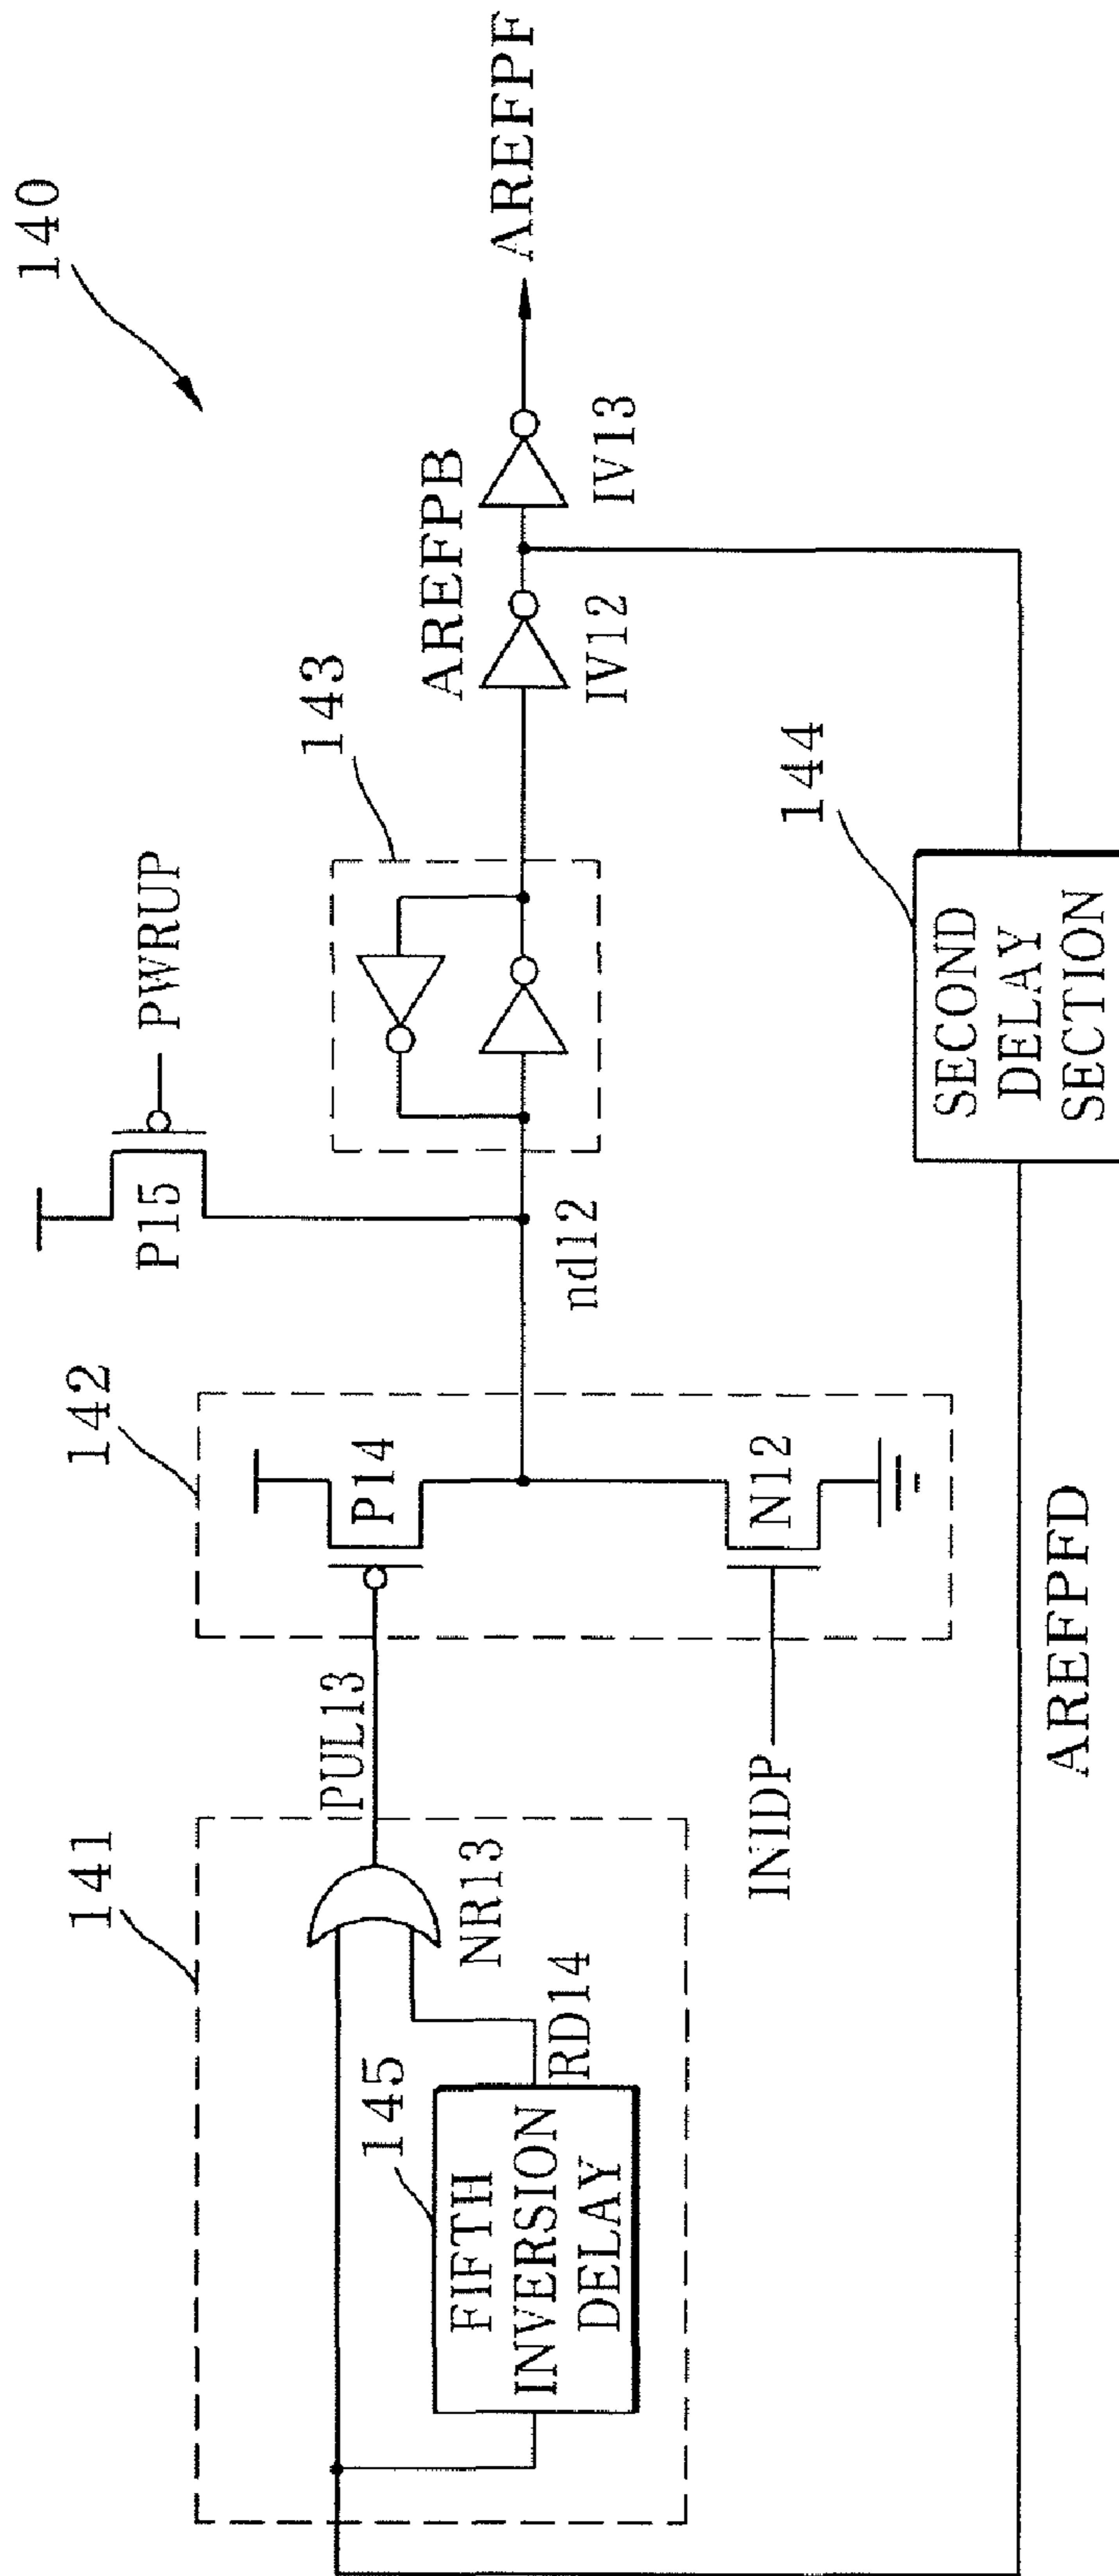 140
141
142
143
PWRUP
P15
AREFPB
AREFPF
PUL13
P14
nd12
IV12
IV13
NR13
145
FIFTH
INVERSION
DELAY
RD14
N12
INIDP
144
SECOND
DELAY
SECTION
AREFPFD